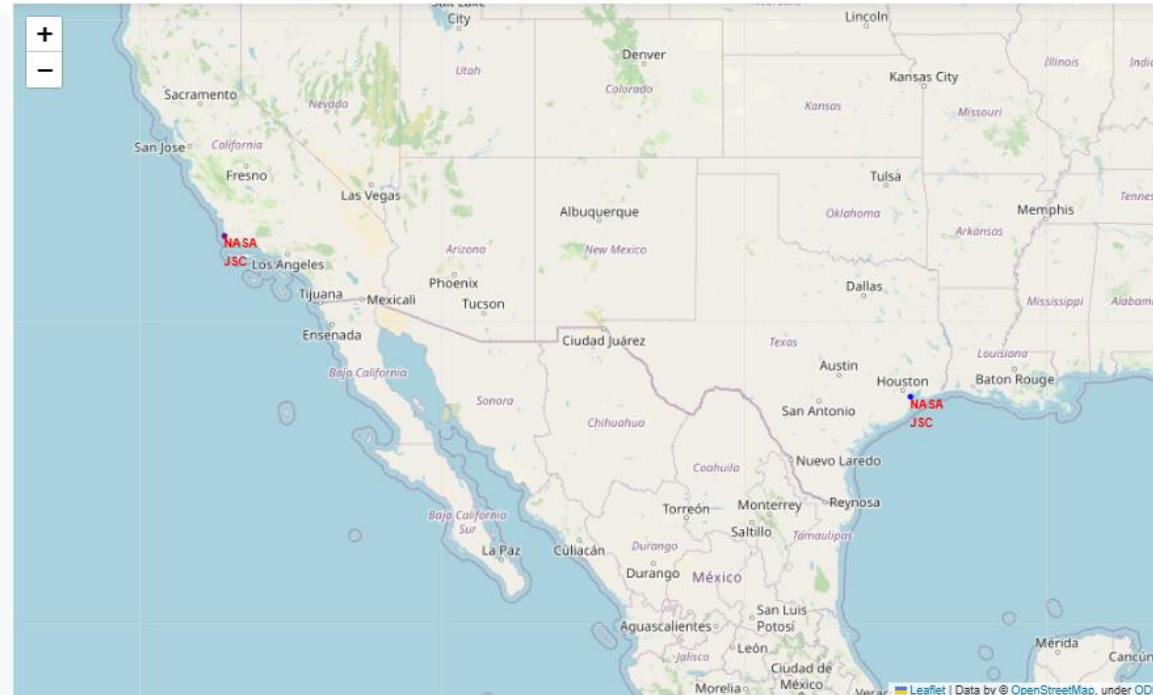 +
−
City
Lincoln
Denver
Utah
Colorado
Kansas City
Illinois
Sacramento
Nevada
Kansas
Missouri
San Jose
California
Fresno
Las Vegas
Tulsa
Albuquerque
Oklahoma
Memphis
Arkansas
NASA
JSC
Los Angeles
Arizona
New Mexico
Phoenix
Dallas
Tijuana
Mexicali
Tucson
Mississippi
Ensenada
Ciudad Juárez
Texas
Louisiana
Austin
Baja California
Houston
Baton Rouge
Sonora
NASA
JSC
San Antonio
Chihuahua
Nuevo Laredo
Coahuila
Torreón
Monterrey
Reynosa
Saltillo
Baja California
Sur
Tamaulipas
La Paz
Culiacán
Durango
Durango
México
San Luis
Potosí
Aguascalientes
León
Mérida
Cancún
Jalisco
Ciudad de
México
Morelia
Leaflet | Data by © OpenStreetMap, under OD